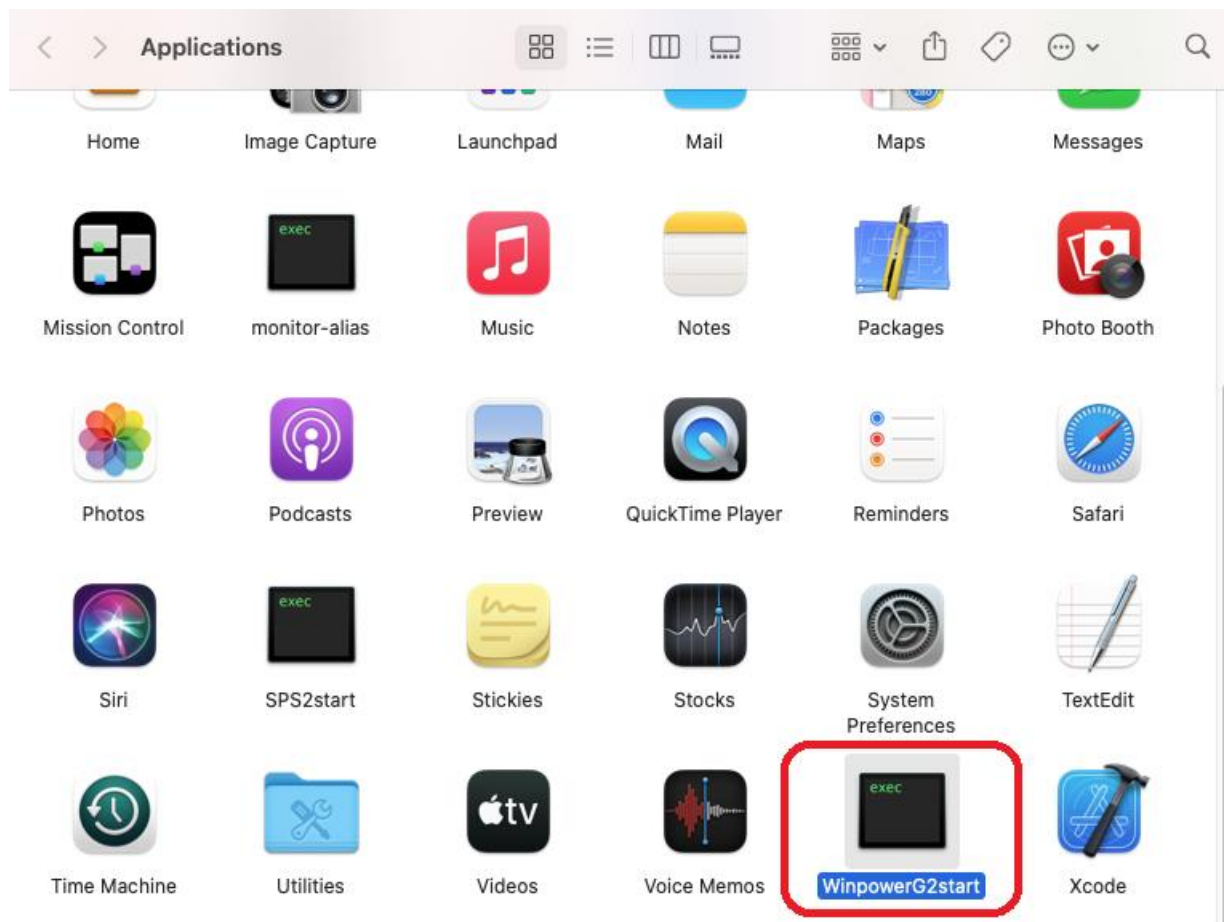 Applications
Home
Image Capture
Launchpad
Mail
Maps
Messages
exec
Mission Control
monitor-alias
Music
Notes
Packages
Photo Booth
Photos
Podcasts
Preview
QuickTime Player
Reminders
Safari
exec
Siri
SPS2start
Stickies
Stocks
System
Preferences
TextEdit
tv
exec
Time Machine
Utilities
Videos
Voice Memos
WinpowerG2start
Xcode